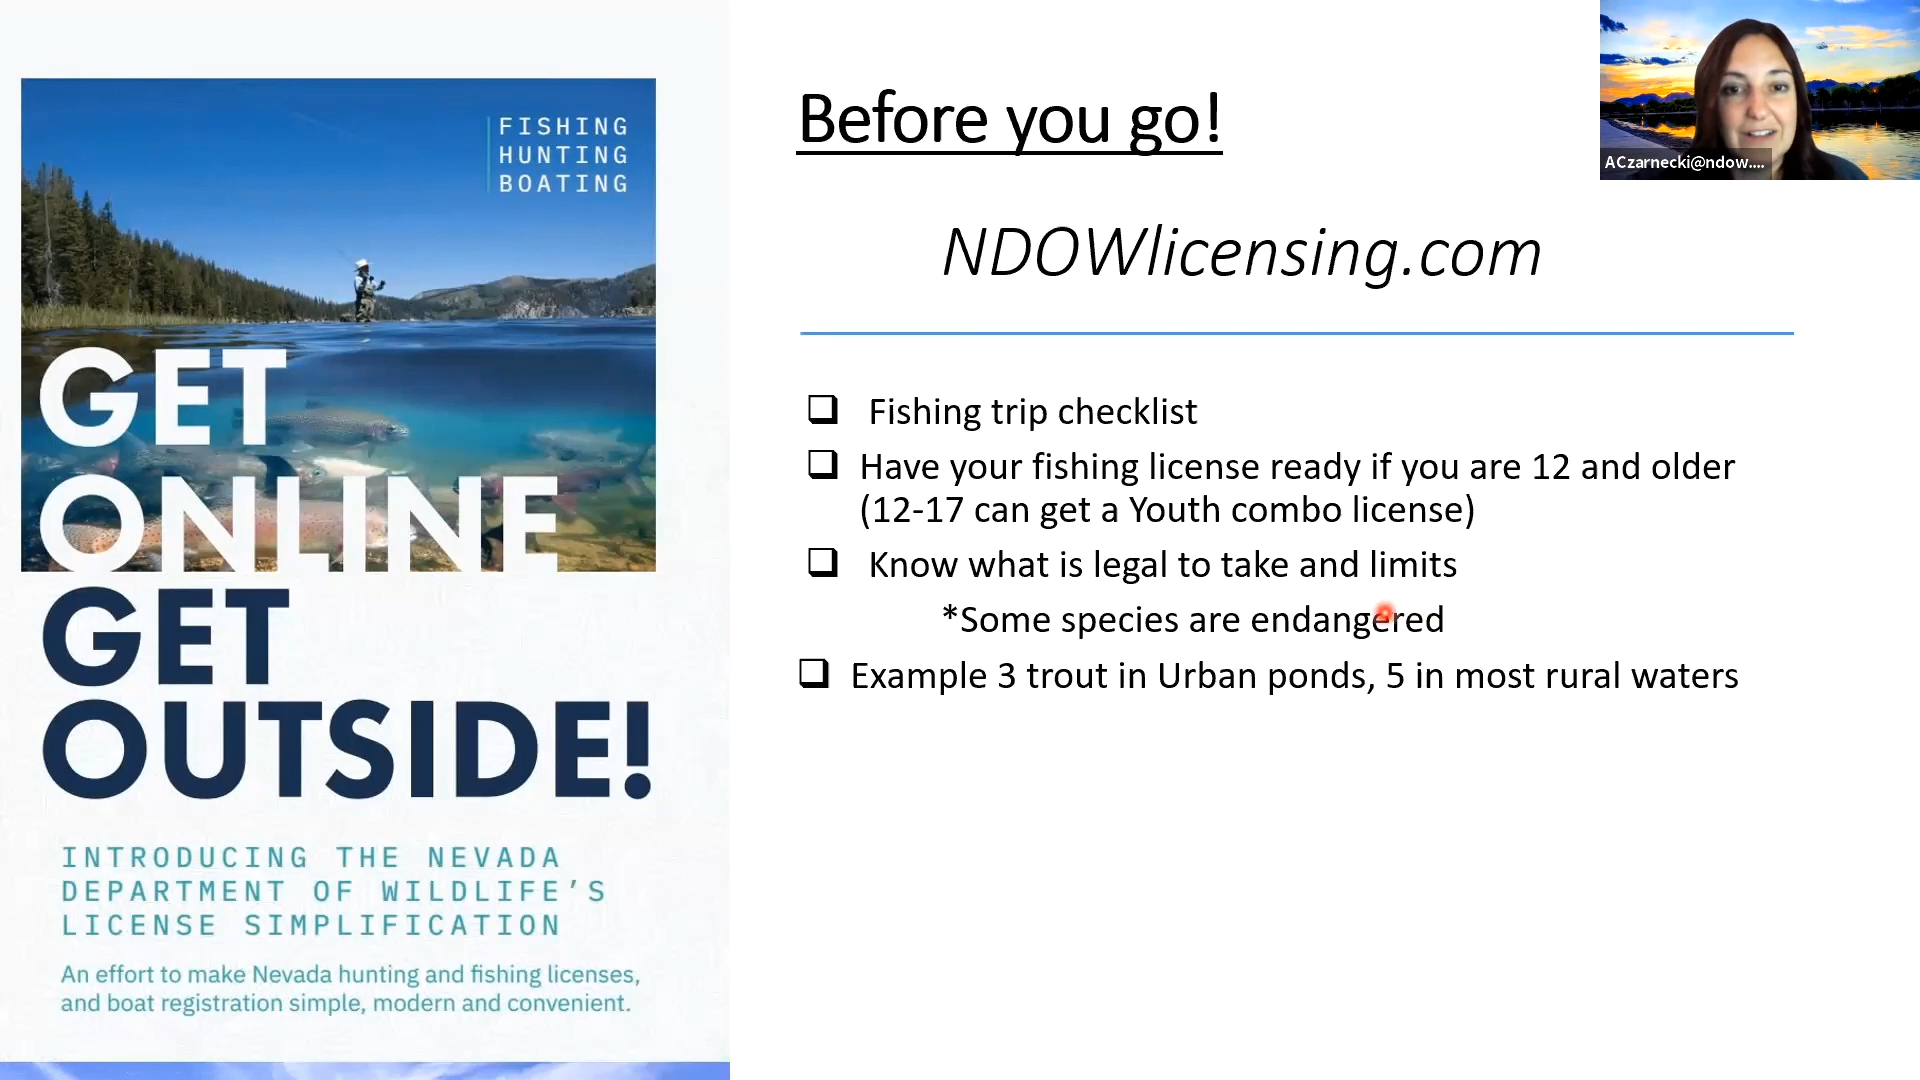 FISHING
HUNTING
BOATING
GET
ONLINE
GET
OUTSIDE!
INTRODUCING THE NEVADA
DEPARTMENT OF WILDLIFE’S
LICENSE SIMPLIFICATION
An effort to make Nevada hunting and fishing licenses,
and boat registration simple, modern and convenient.
Before you go!
NDOWlicensing.com
Fishing trip checklist
Have your fishing license ready if you are 12 and older
(12-17 can get a Youth combo license)
Know what is legal to take and limits
*Some species are endangered
Example 3 trout in Urban ponds, 5 in most rural waters
ACzarnecki@ndow....